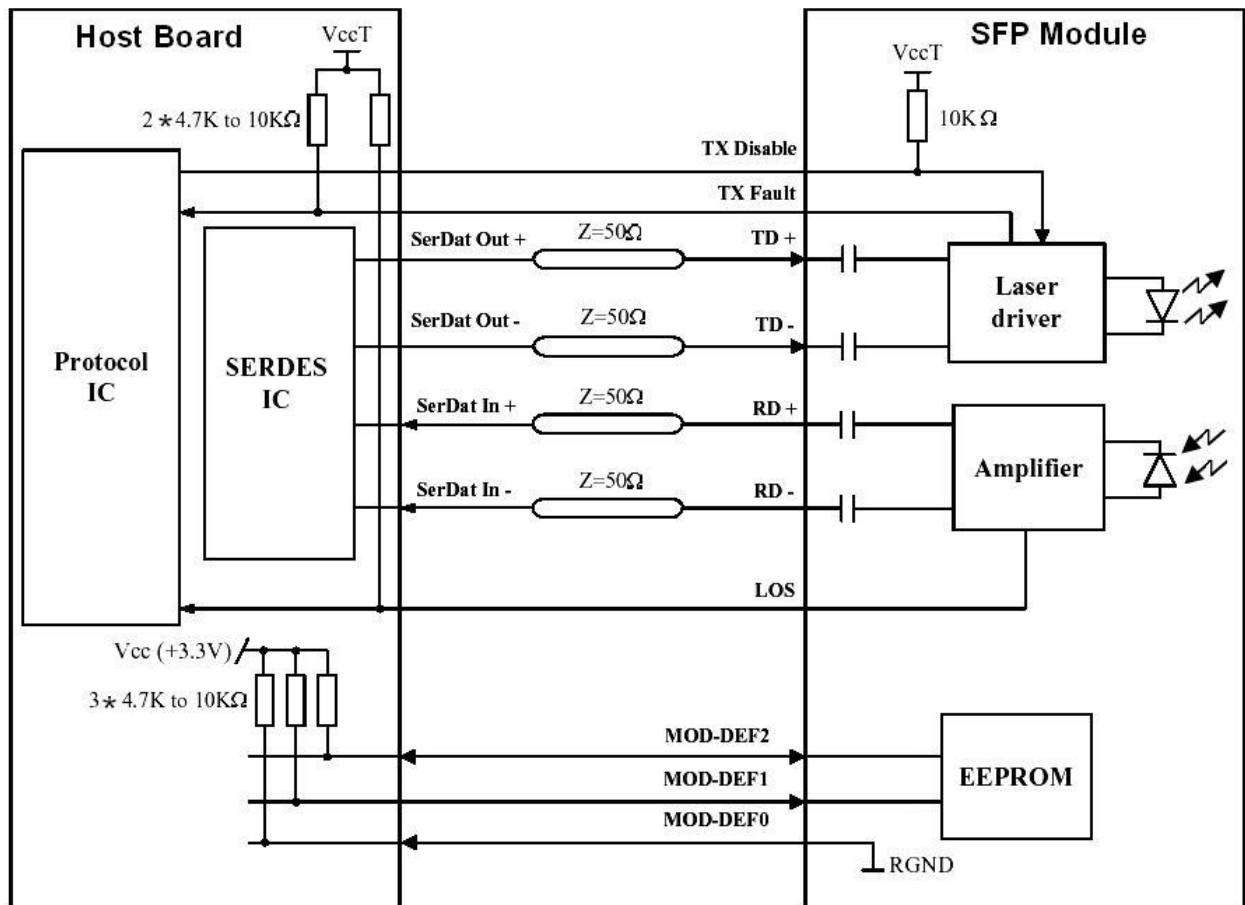 Host Board
SFP Module
VccT
VccT
2*4.7K to 10KΩ
10KΩ
TX Disable
TX Fault
SerDat Out +
Z=50Ω
TD +
SerDat Out -
Z=50Ω
TD -
Laser
driver
Protocol
IC
SERDES
IC
SerDat In +
Z=50Ω
RD +
SerDat In -
Z=50Ω
RD -
Amplifier
LOS
Vcc (+3.3V)
3* 4.7K to 10KΩ
MOD-DEF2
MOD-DEF1
MOD-DEF0
EEPROM
RGND